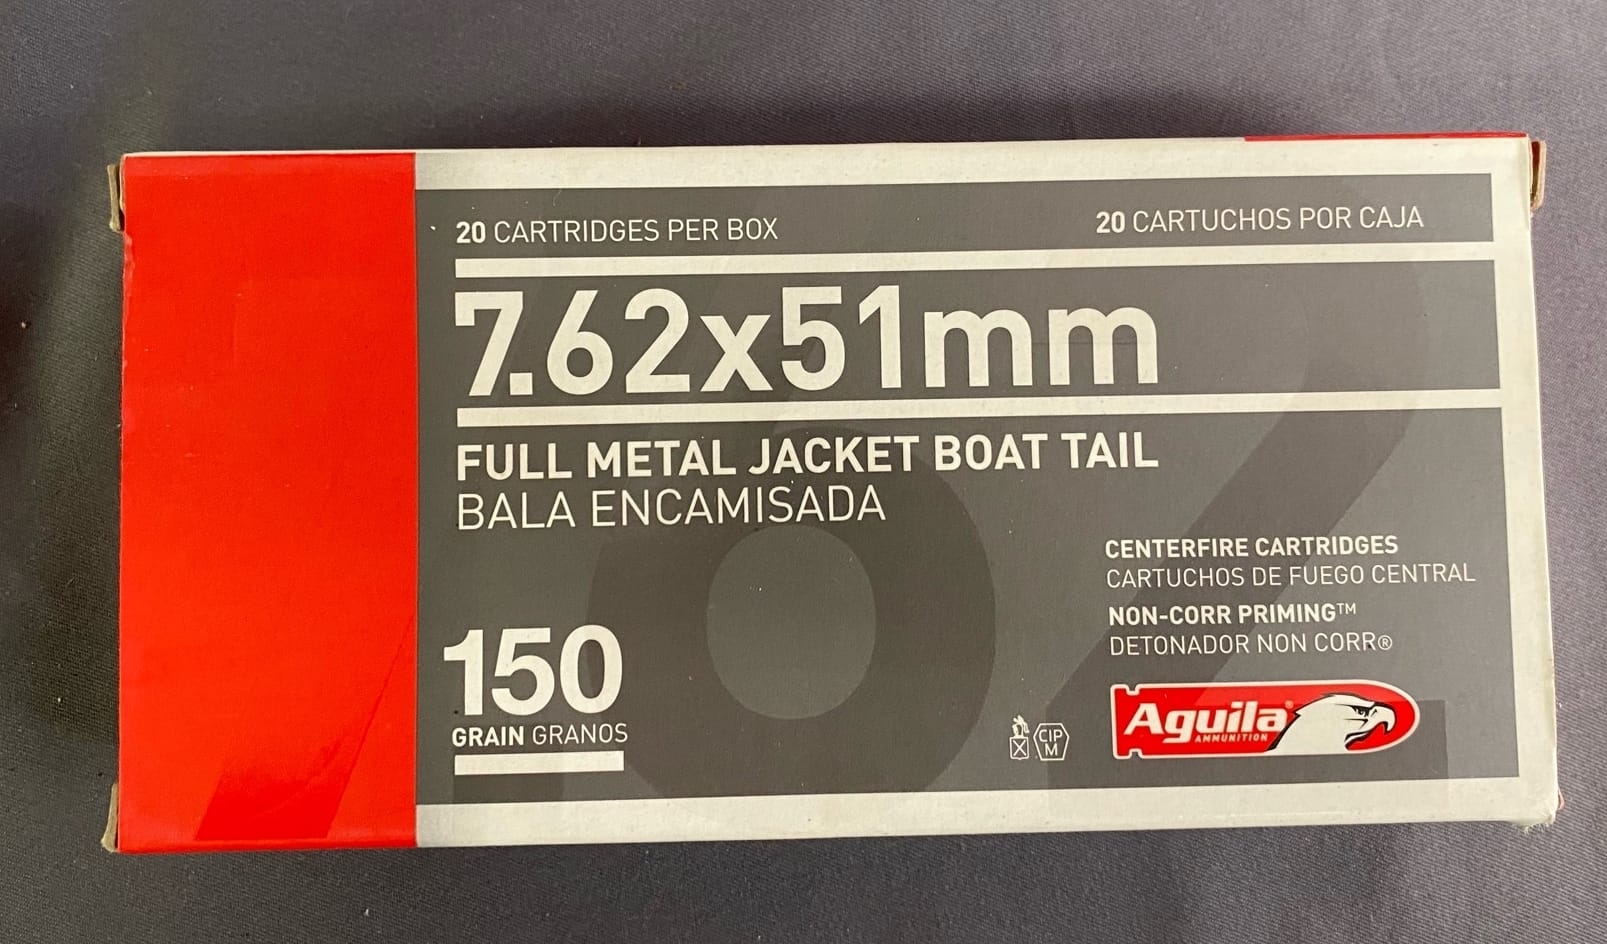 20 CARTRIDGES PER BOX
20 CARTUCHOS POR CAJA
7.62x51mm
FULL METAL JACKET BOAT TAIL
BALA ENCAMISADA
CENTERFIRE CARTRIDGES
CARTUCHOS DE FUEGO CENTRAL
NON-CORR PRIMING™
DETONADOR NON CORR®
150
GRAIN GRANOS
CIP
M
Aguila®
AMMUNITION